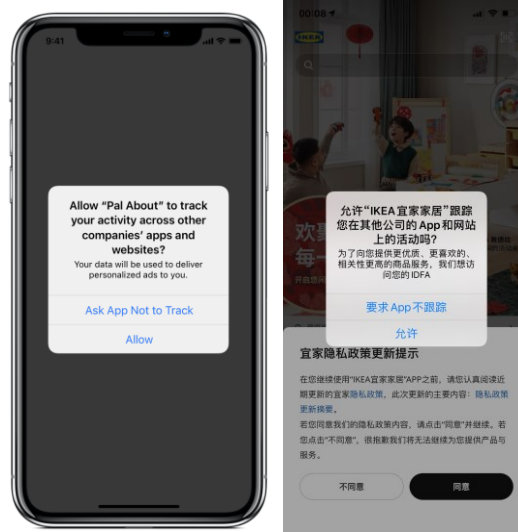 9:41
Allow “Pal About” to track
your activity across other
companies’ apps and
websites?
Your data will be used to deliver
personalized ads to you.
Ask App Not to Track
Allow
00:08
IKEA
允许“IKEA宜家家居”跟踪
您在其他公司的App和网站
上的活动吗?
为了向您提供更优质、更喜欢的、
相关性更高的商品服务，我们想访
问您的IDFA
要求App不跟踪
允许
宜家隐私政策更新提示
在您继续使用“IKEA宜家家居”APP之前，请您认真阅读近
期更新的宜家隐私政策，此次更新的主要内容：隐私政策
更新摘要。
若您同意我们的隐私政策内容，请点击“同意”并继续。若
您点击“不同意”，很抱歉我们将无法继续为您提供产品与
服务。
不同意
同意